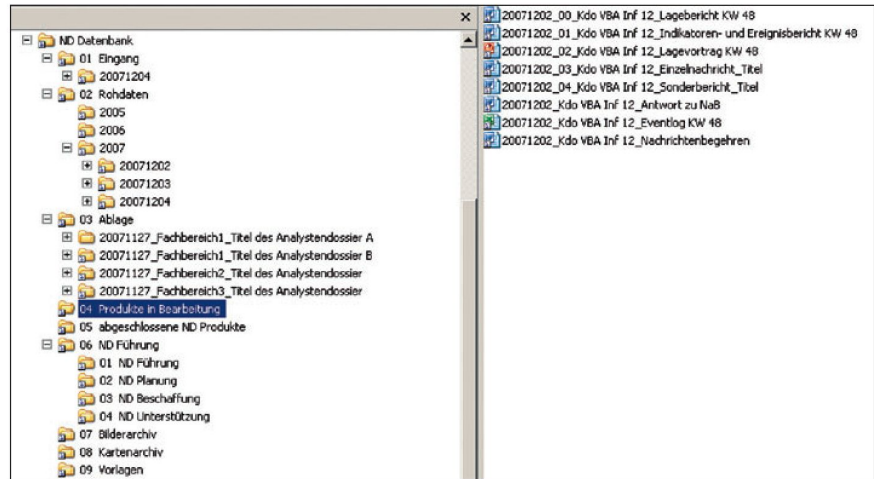 ND Datenbank
01 Eingang
20071204
02 Rohdaten
2005
2006
2007
20071202
20071203
20071204
03 Ablage
20071127_Fachbereich1_Titel des Analystendossier A
20071127_Fachbereich1_Titel des Analystendossier B
20071127_Fachbereich2_Titel des Analystendossier
20071127_Fachbereich3_Titel des Analystendossier
04 Produkte in Bearbeitung
05 abgeschlossene ND Produkte
06 ND Führung
01 ND Führung
02 ND Planung
03 ND Beschaffung
04 ND Unterstützung
07 Bilderarchiv
08 Kartenarchiv
09 Vorlagen
20071202_00_Kdo VBA Inf 12_Lagebericht KW 48
20071202_01_Kdo VBA Inf 12_Indikatoren- und Ereignisbericht KW 48
20071202_02_Kdo VBA Inf 12_Lagevortrag KW 48
20071202_03_Kdo VBA Inf 12_Einzelnachricht_Titel
20071202_04_Kdo VBA Inf 12_Sonderbericht_Titel
20071202_Kdo VBA Inf 12_Antwort zu NaB
20071202_Kdo VBA Inf 12_Eventlog KW 48
20071202_Kdo VBA Inf 12_Nachrichtenbegehren